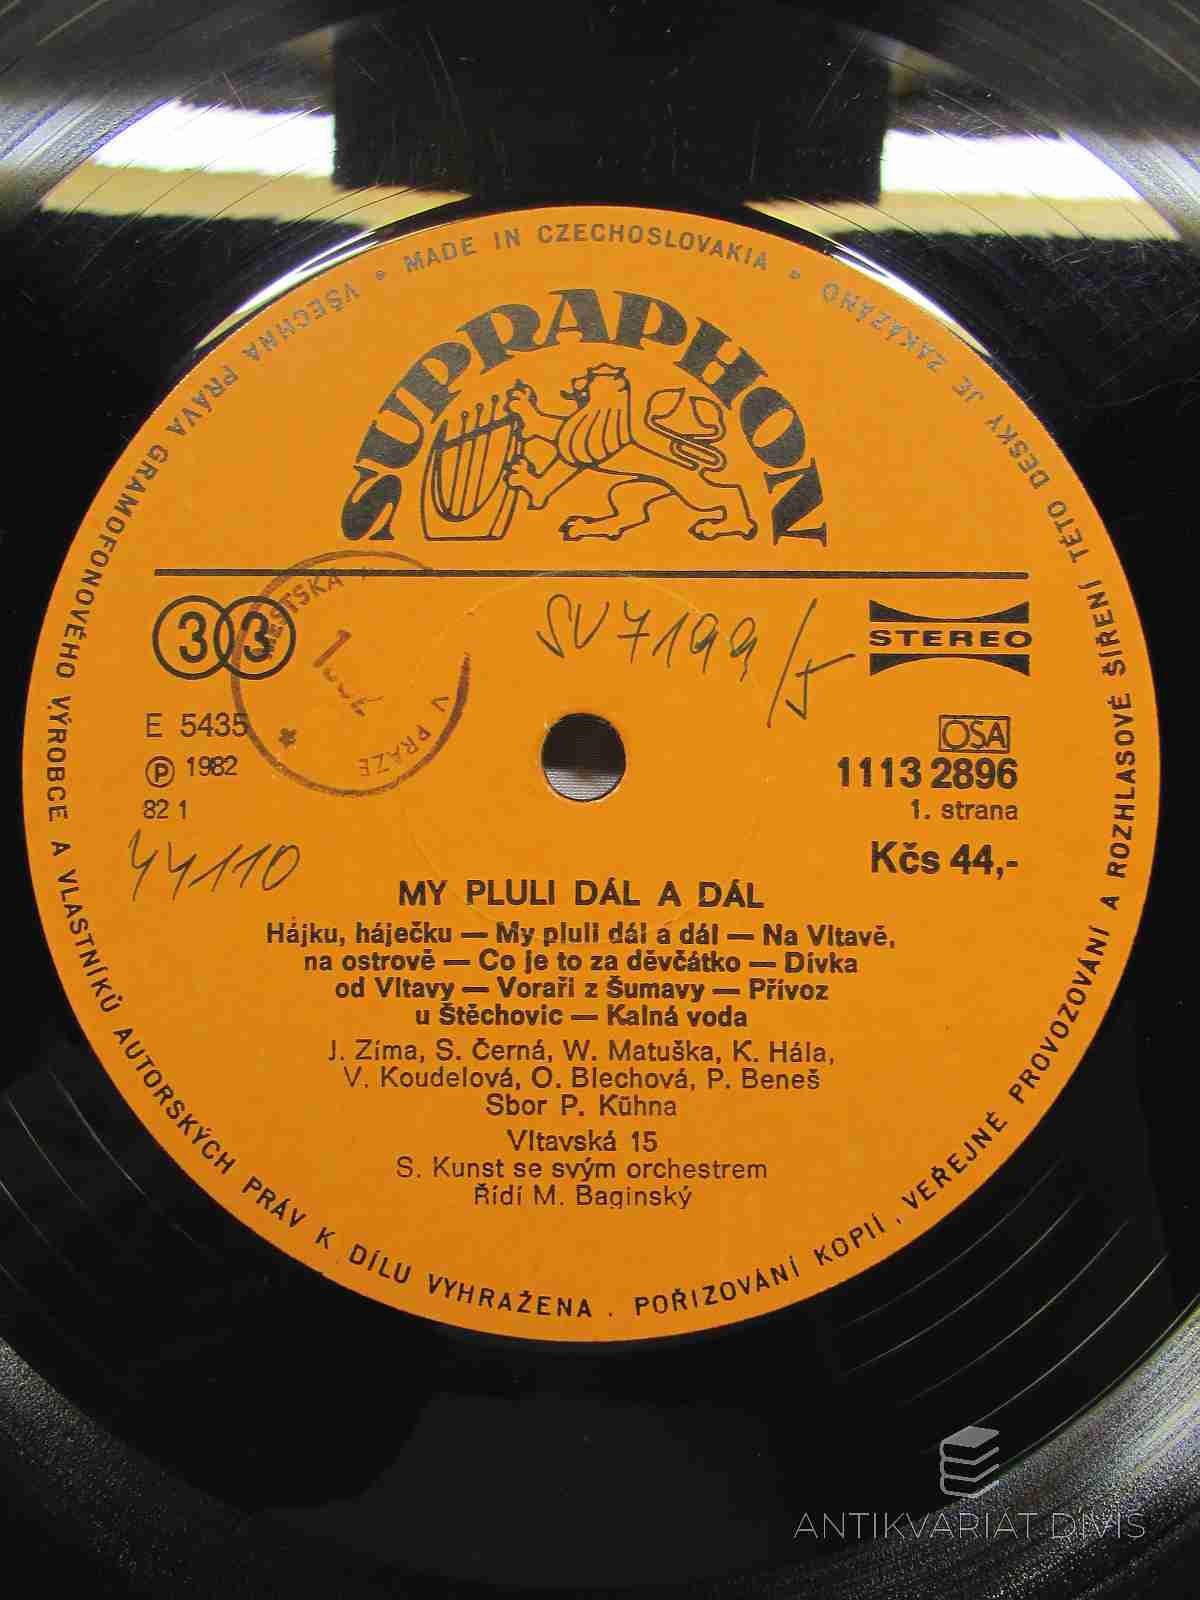 MADE IN CZECHOSLOVAKIA • VŠECHNA PRÁVA GRAMOFONOVÉHO VÝROBCE A VLASTNÍKŮ AUTORSKÝCH PRÁV K DÍLU VYHRAŽENA . POŘIZOVÁNÍ KOPIÍ , VEŘEJNÉ PROVOZOVÁNÍ A ROZHLASOVÉ ŠÍŘENÍ TÉTO DESKY JE ZAKÁZÁNO •
SUPRAPHON
33
MĚSTSKÁ
V PRAZE
SV 7199/
STEREO
E 5435
℗ 1982
82 1
44110
OSA
1113 2896
1. strana
Kčs 44,-
MY PLULI DÁL A DÁL
Hájku, háječku — My pluli dál a dál — Na Vltavě,
na ostrově — Co je to za děvčátko — Dívka
od Vltavy — Voraři z Šumavy — Přívoz
u Štěchovic — Kalná voda
J. Zíma, S. Černá, W. Matuška, K. Hála,
V. Koudelová, O. Blechová, P. Beneš
Sbor P. Kühna
Vltavská 15
S. Kunst se svým orchestrem
Řídí M. Baginský
ANTIKVARIAT DIVIS